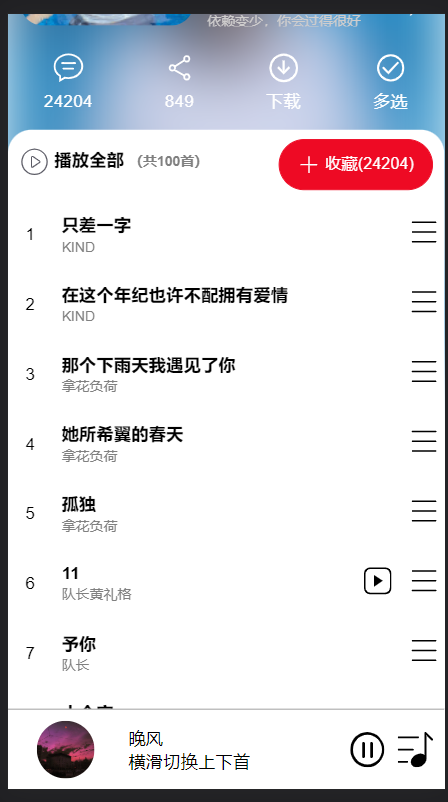 依赖变少，你会过得很好
24204
849
下载
多选
播放全部 (共100首)
+ 收藏(24204)
1 只差一字
KIND
2 在这个年纪也许不配拥有爱情
KIND
3 那个下雨天我遇见了你
拿花负荷
4 她所希翼的春天
拿花负荷
5 孤独
拿花负荷
6 11
队长黄礼格
7 予你
队长
晚风
横滑切换上下首